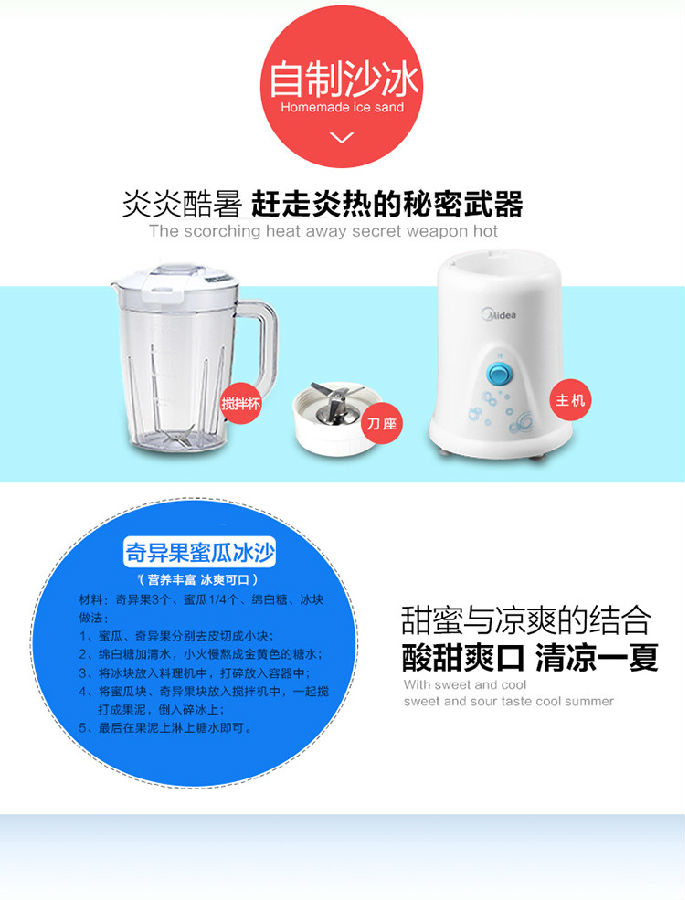 自制沙冰
Homemade ice sand
炎炎酷暑 赶走炎热的秘密武器
The scorching heat away secret weapon hot
Midea
搅拌杯
刀座
主机
奇异果蜜瓜冰沙
(营养丰富 冰爽可口)
材料：奇异果3个、蜜瓜1/4个、绵白糖、冰块
做法：
1、蜜瓜、奇异果分别去皮切成小块；
2、绵白糖加清水，小火慢熬成金黄色的糖水；
3、将冰块放入料理机中，打碎放入容器中；
4、将蜜瓜块、奇异果块放入搅拌机中，一起搅
打成果泥，倒入碎冰上；
5、最后在果泥上淋上糖水即可。
甜蜜与凉爽的结合
酸甜爽口 清凉一夏
With sweet and cool
sweet and sour taste cool summer